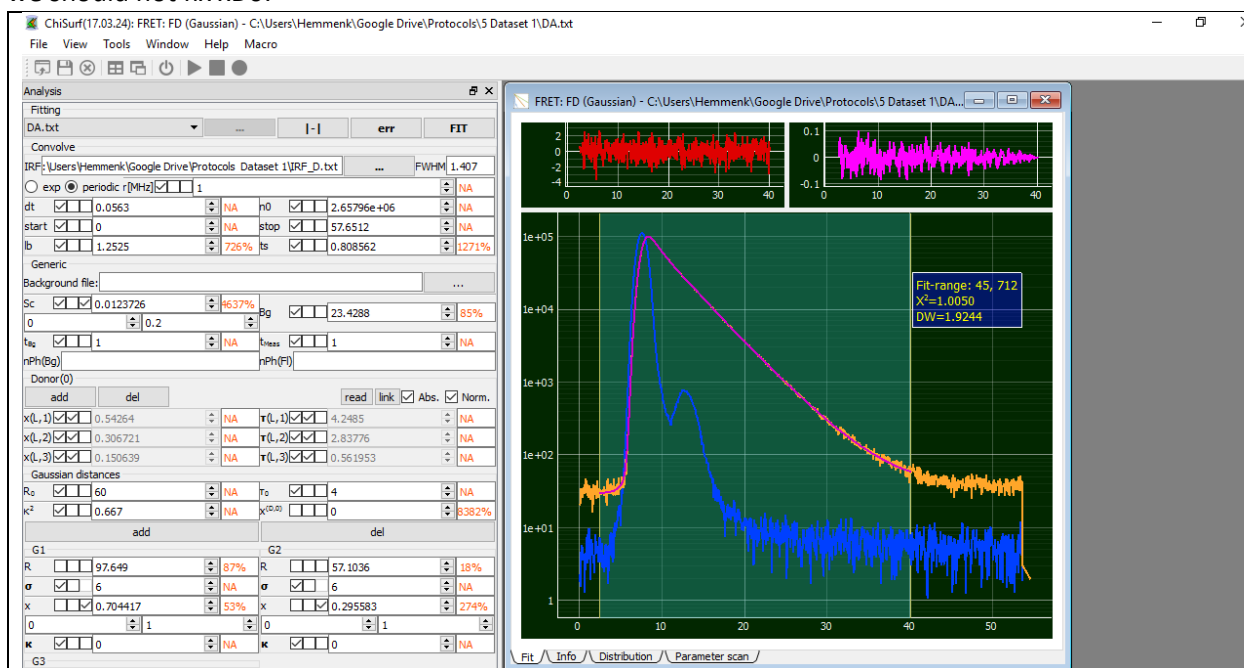 ChiSurf(17.03.24): FRET: FD (Gaussian) - C:\Users\Hemmenk\Google Drive\Protocols\5 Dataset 1\DA.txt
File View Tools Window Help Macro
Analysis
Fitting
DA.txt ... |-| err FIT
Convolve
IRF :\Users\Hemmenk\Google Drive\Protocols Dataset 1\IRF_D.txt ... FWHM 1.407
exp periodic r[MHz] 1 NA
dt 0.0563 NA n0 2.65796e+06 NA
start 0 NA stop 57.6512 NA
lb 1.2525 726% ts 0.808562 1271%
Generic
Background file: ...
Sc 0.0123726 4637% Bg 23.4288 85%
0 0.2
tBg 1 NA tMeas 1 NA
nPh(Bg) nPh(Fl)
Donor(0)
add del read link Abs. Norm.
x(L,1) 0.54264 NA τ(L,1) 4.2485 NA
x(L,2) 0.306721 NA τ(L,2) 2.83776 NA
x(L,3) 0.150639 NA τ(L,3) 0.561953 NA
Gaussian distances
R₀ 60 NA τ₀ 4 NA
κ² 0.667 NA x(D,0) 0 8382%
add del
G1 G2
R 97.649 87% R 57.1036 18%
σ 6 NA σ 6 NA
x 0.704417 53% x 0.295583 274%
0 1 0 1
κ 0 NA κ 0 NA
G3
FRET: FD (Gaussian) - C:\Users\Hemmenk\Google Drive\Protocols\5 Dataset 1\DA...
2
0
-2
-4
0 10 20 30 40
0.1
0
-0.1
0 10 20 30 40
1e+05
1e+04
1e+03
1e+02
1e+01
1
0 10 20 30 40 50
Fit-range: 45, 712
X²=1.0050
DW=1.9244
Fit Info Distribution Parameter scan